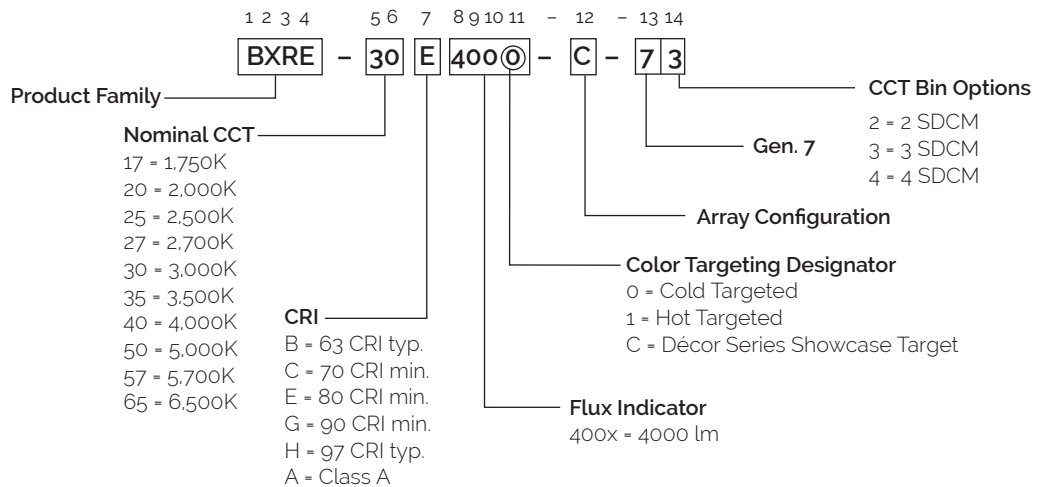 1 2 3 4 5 6 7 8 9 10 11 – 12 – 13 14
BXRE – 30 E 4000 – C – 7 3
Product Family
Nominal CCT
17 = 1,750K
20 = 2,000K
25 = 2,500K
27 = 2,700K
30 = 3,000K
35 = 3,500K
40 = 4,000K
50 = 5,000K
57 = 5,700K
65 = 6,500K
CRI
B = 63 CRI typ.
C = 70 CRI min.
E = 80 CRI min.
G = 90 CRI min.
H = 97 CRI typ.
A = Class A
Flux Indicator
400x = 4000 lm
Color Targeting Designator
0 = Cold Targeted
1 = Hot Targeted
C = Décor Series Showcase Target
Array Configuration
Gen. 7
CCT Bin Options
2 = 2 SDCM
3 = 3 SDCM
4 = 4 SDCM